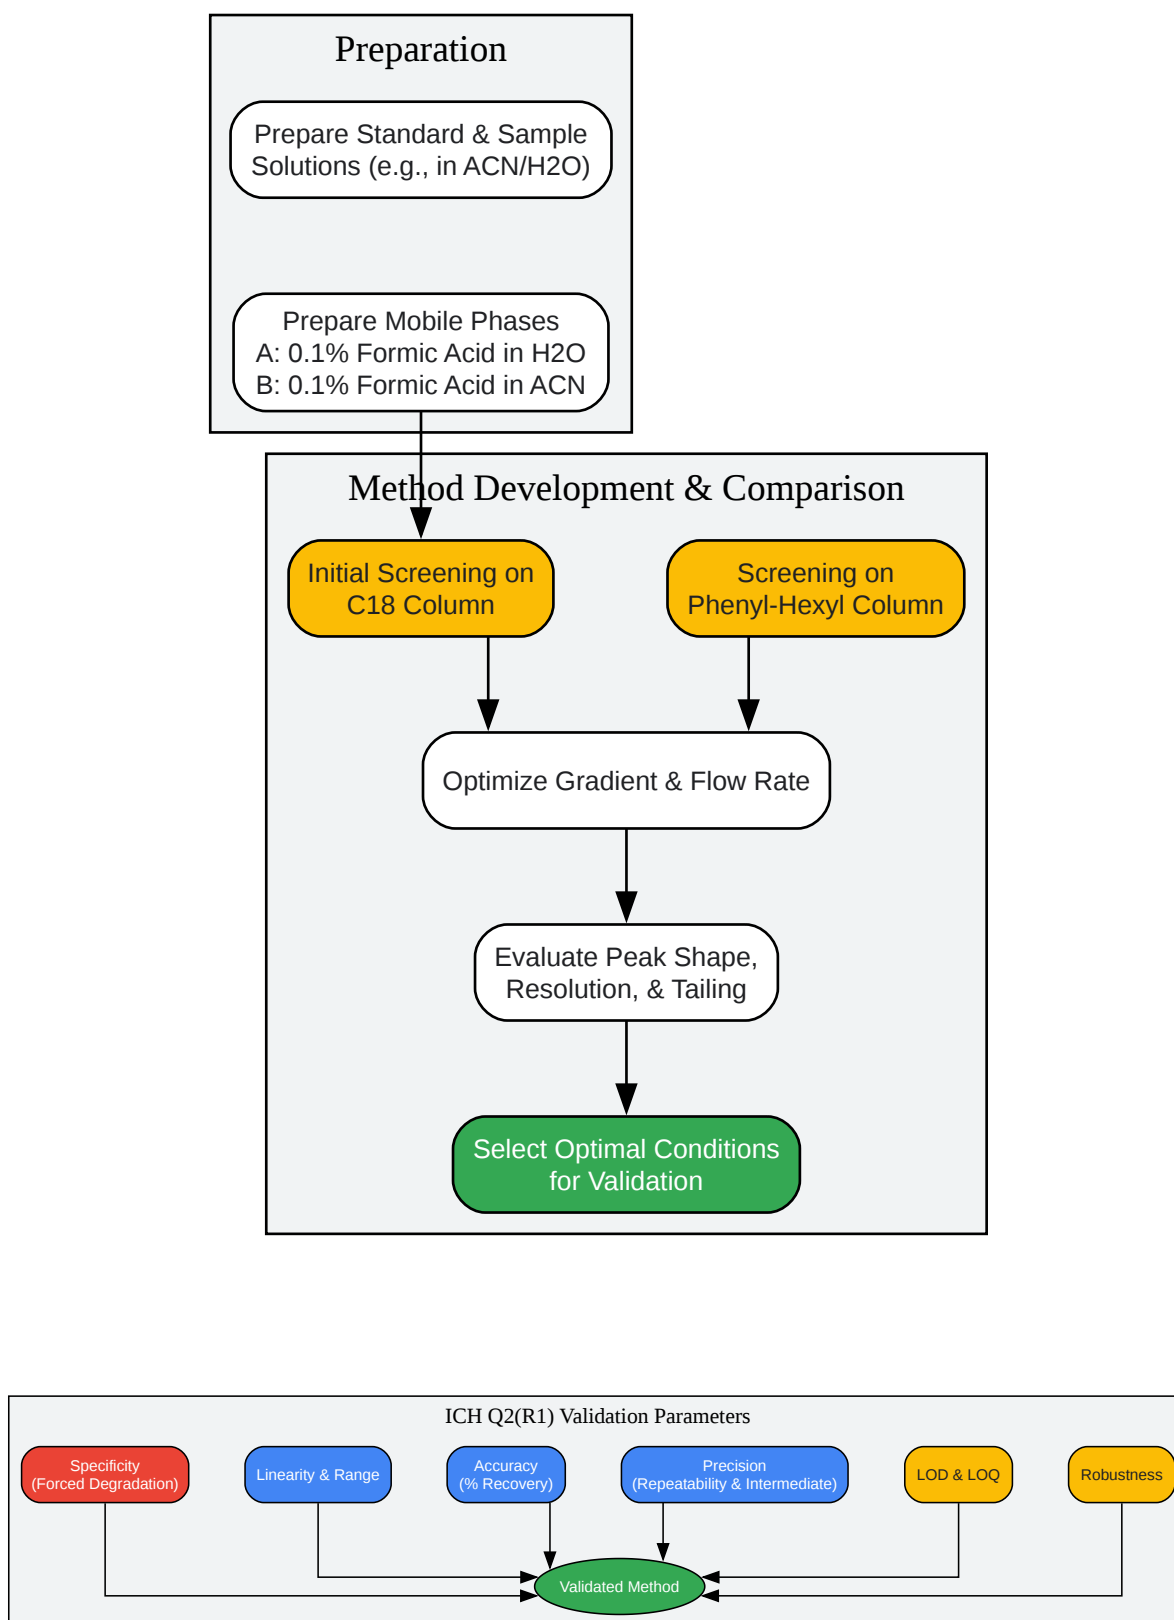 Preparation
Prepare Standard & Sample
Solutions (e.g., in ACN/H2O)
Prepare Mobile Phases
A: 0.1% Formic Acid in H2O
B: 0.1% Formic Acid in ACN
Method Development & Comparison
Initial Screening on
C18 Column
Screening on
Phenyl-Hexyl Column
Optimize Gradient & Flow Rate
Evaluate Peak Shape,
Resolution, & Tailing
Select Optimal Conditions
for Validation
ICH Q2(R1) Validation Parameters
Specificity
(Forced Degradation)
Linearity & Range
Accuracy
(% Recovery)
Precision
(Repeatability & Intermediate)
LOD & LOQ
Robustness
Validated Method